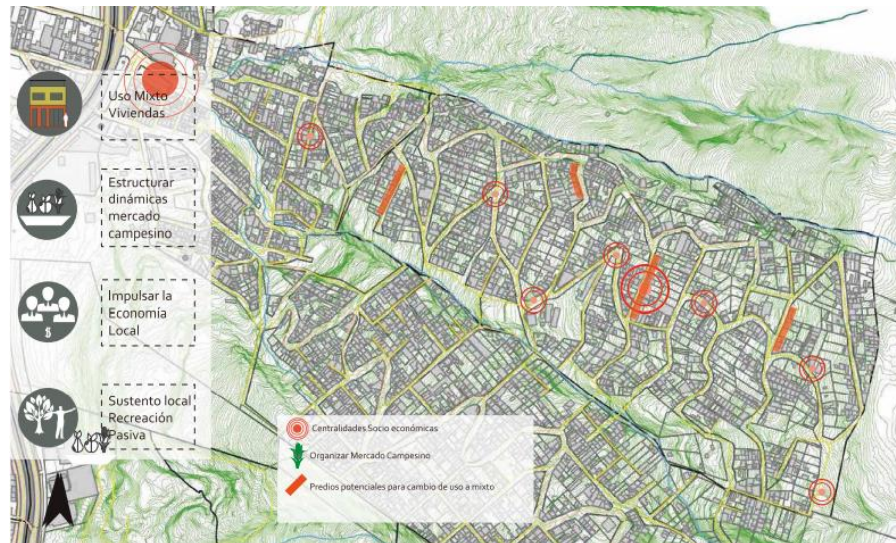 Uso Mixto
Viviendas
Estructurar
dinámicas
mercado
campesino
Impulsar la
Economía
Local
$
Sustento local
Recreación
Pasiva
Centralidades Socio económicas
Organizar Mercado Campesino
Predios potenciales para cambio de uso a mixto